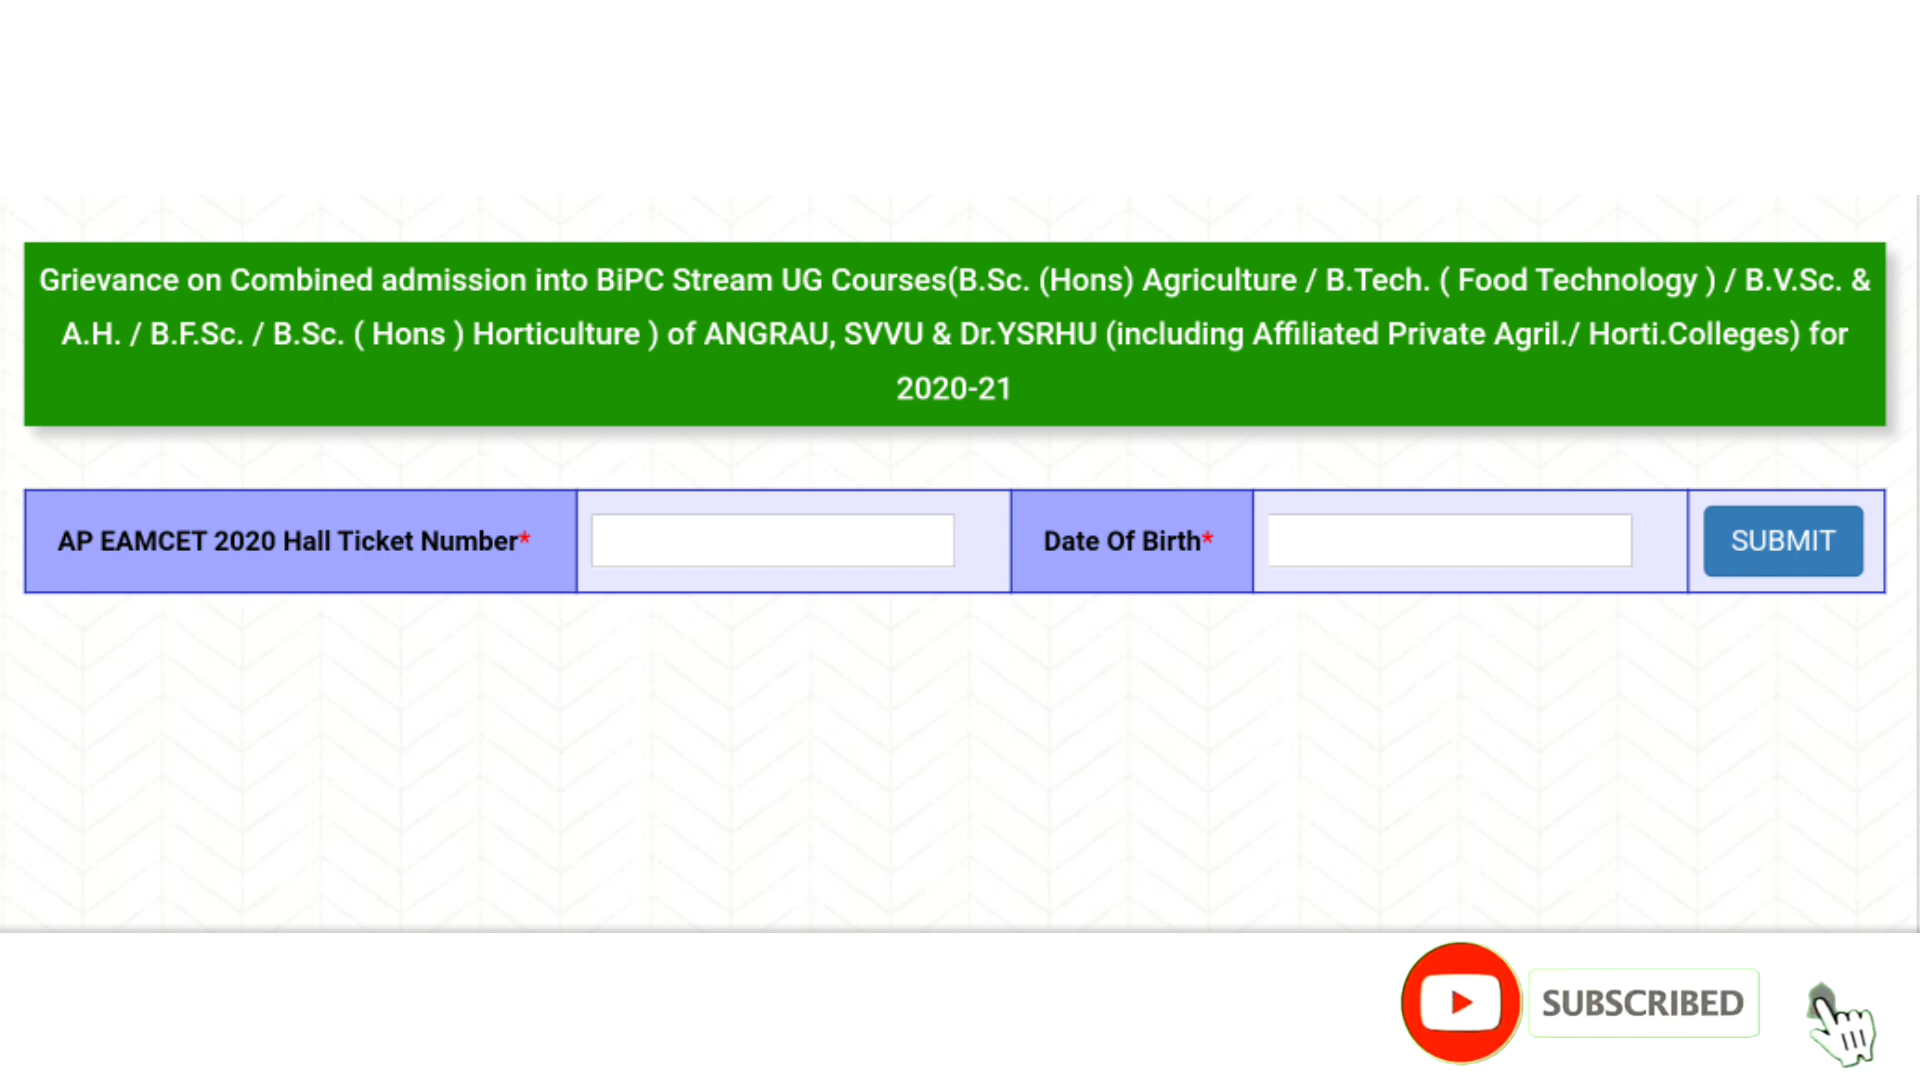 Grievance on Combined admission into BiPC Stream UG Courses(B.Sc. (Hons) Agriculture / B.Tech. ( Food Technology ) / B.V.Sc. &
A.H. / B.F.Sc. / B.Sc. ( Hons ) Horticulture ) of ANGRAU, SVVU & Dr.YSRHU (including Affiliated Private Agril./ Horti.Colleges) for
2020-21
AP EAMCET 2020 Hall Ticket Number* Date Of Birth* SUBMIT
SUBSCRIBED